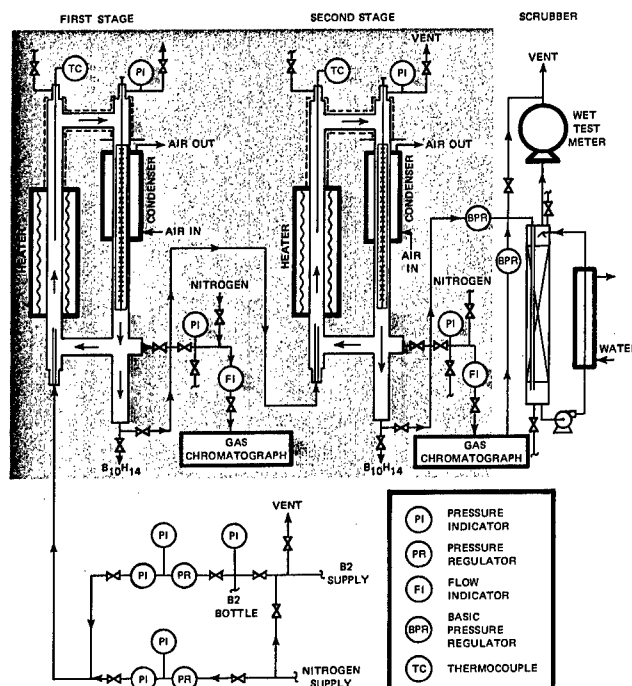 FIRST STAGE
SECOND STAGE
SCRUBBER
VENT
VENT
TC
PI
TC
PI
WET
TEST
METER
AIR OUT
AIR OUT
CONDENSER
CONDENSER
HEATER
HEATER
BPR
AIR IN
AIR IN
BPR
NITROGEN
NITROGEN
PI
PI
WATER
FI
FI
GAS
CHROMATOGRAPH
GAS
CHROMATOGRAPH
B10H14
B10H14
VENT
PI
PI
PI
PR
B2
SUPPLY
B2
BOTTLE
PI
PI
PR
NITROGEN
SUPPLY
PI
PRESSURE
INDICATOR
PR
PRESSURE
REGULATOR
FI
FLOW
INDICATOR
BPR
BASIC
PRESSURE
REGULATOR
TC
THERMOCOUPLE